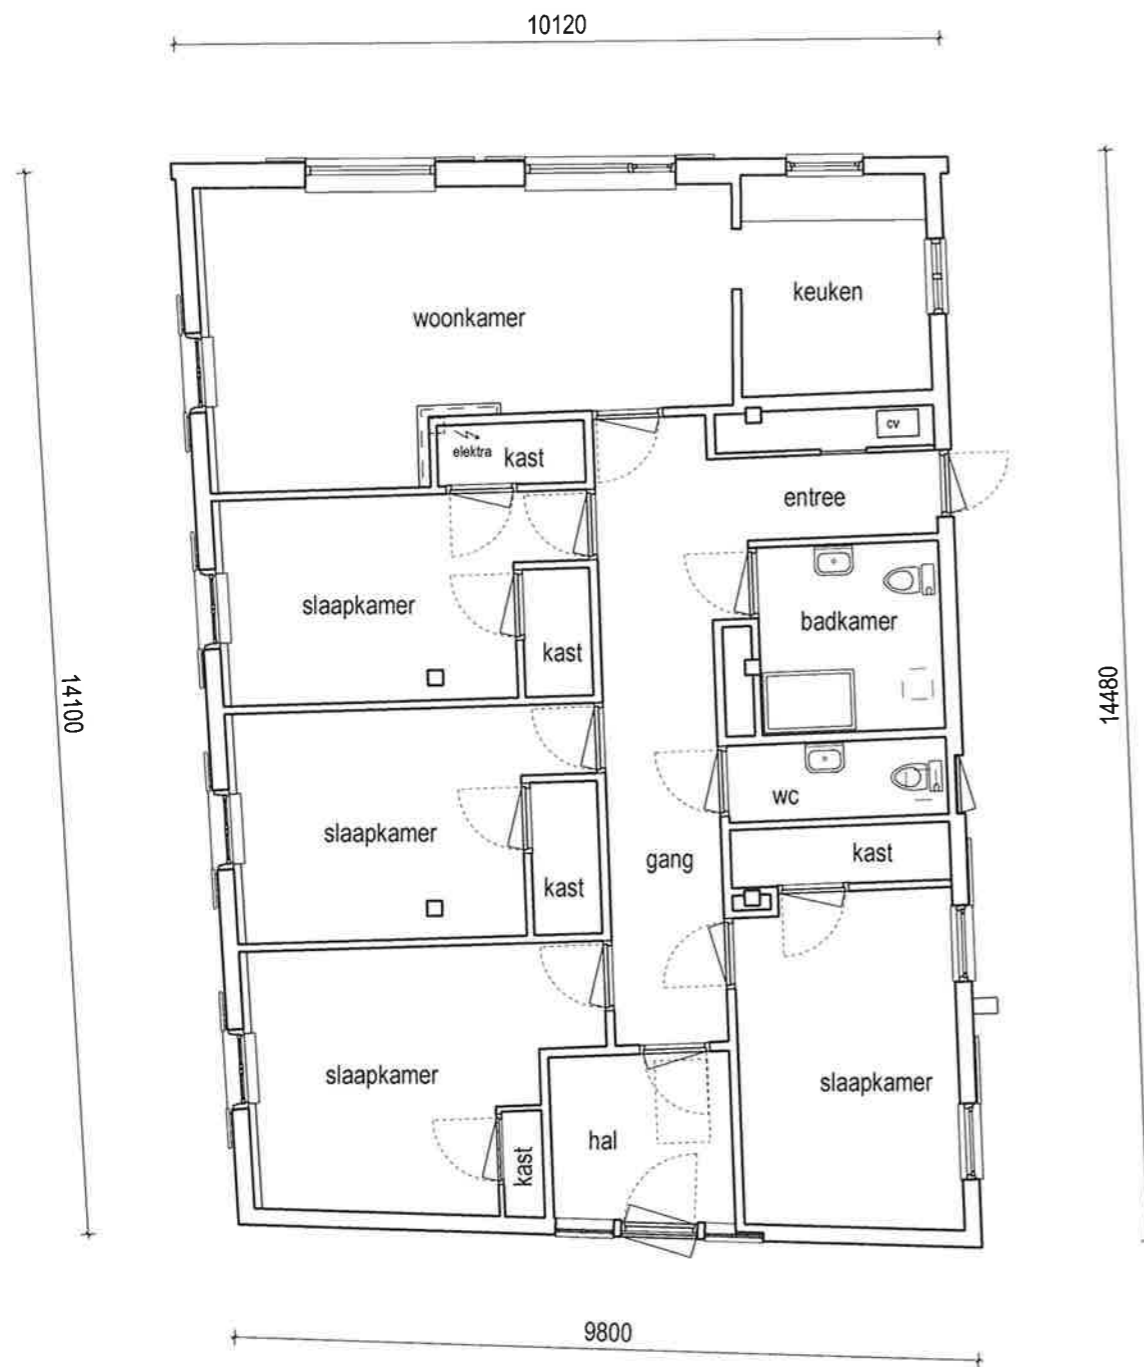 10120
woonkamer
keuken
cv
elektra
kast
entree
slaapkamer
kast
badkamer
14100
14480
wc
slaapkamer
kast
gang
kast
slaapkamer
slaapkamer
hal
kast
9800